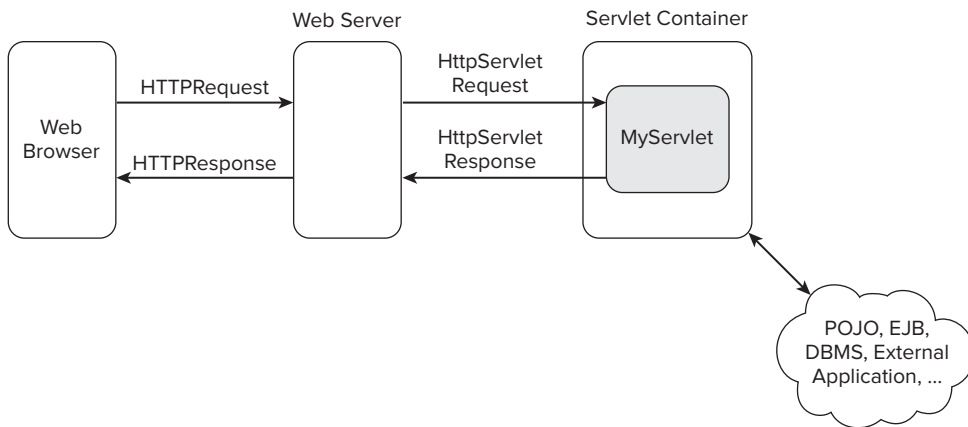 Web Server
Servlet Container
HTTPRequest
HttpServlet
Request
Web
Browser
MyServlet
HTTPResponse
HttpServlet
Response
POJO, EJB,
DBMS, External
Application, ...